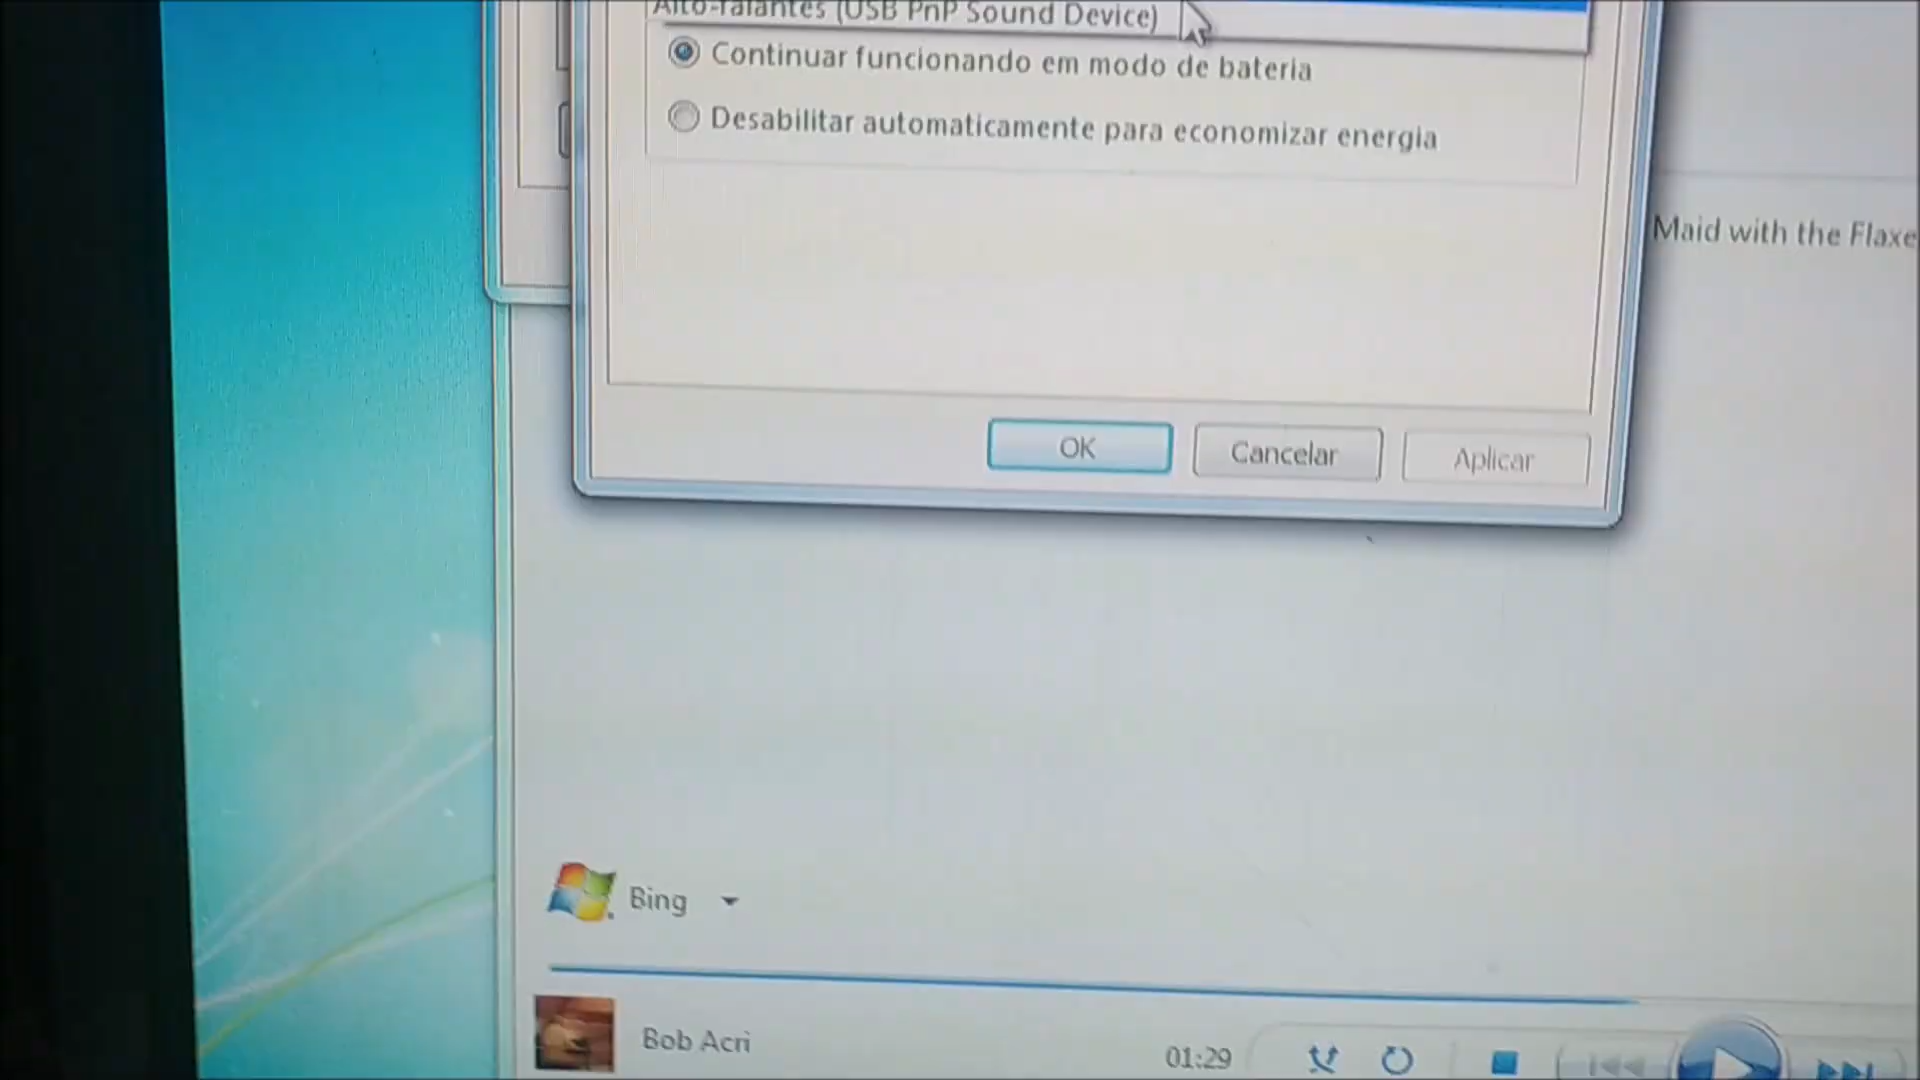 Alto-falantes (USB PnP Sound Device)
Continuar funcionando em modo de bateria
Desabilitar automaticamente para economizar energia
Maid with the Flaxe
OK
Cancelar
Aplicar
Bing
Bob Acri
01:29